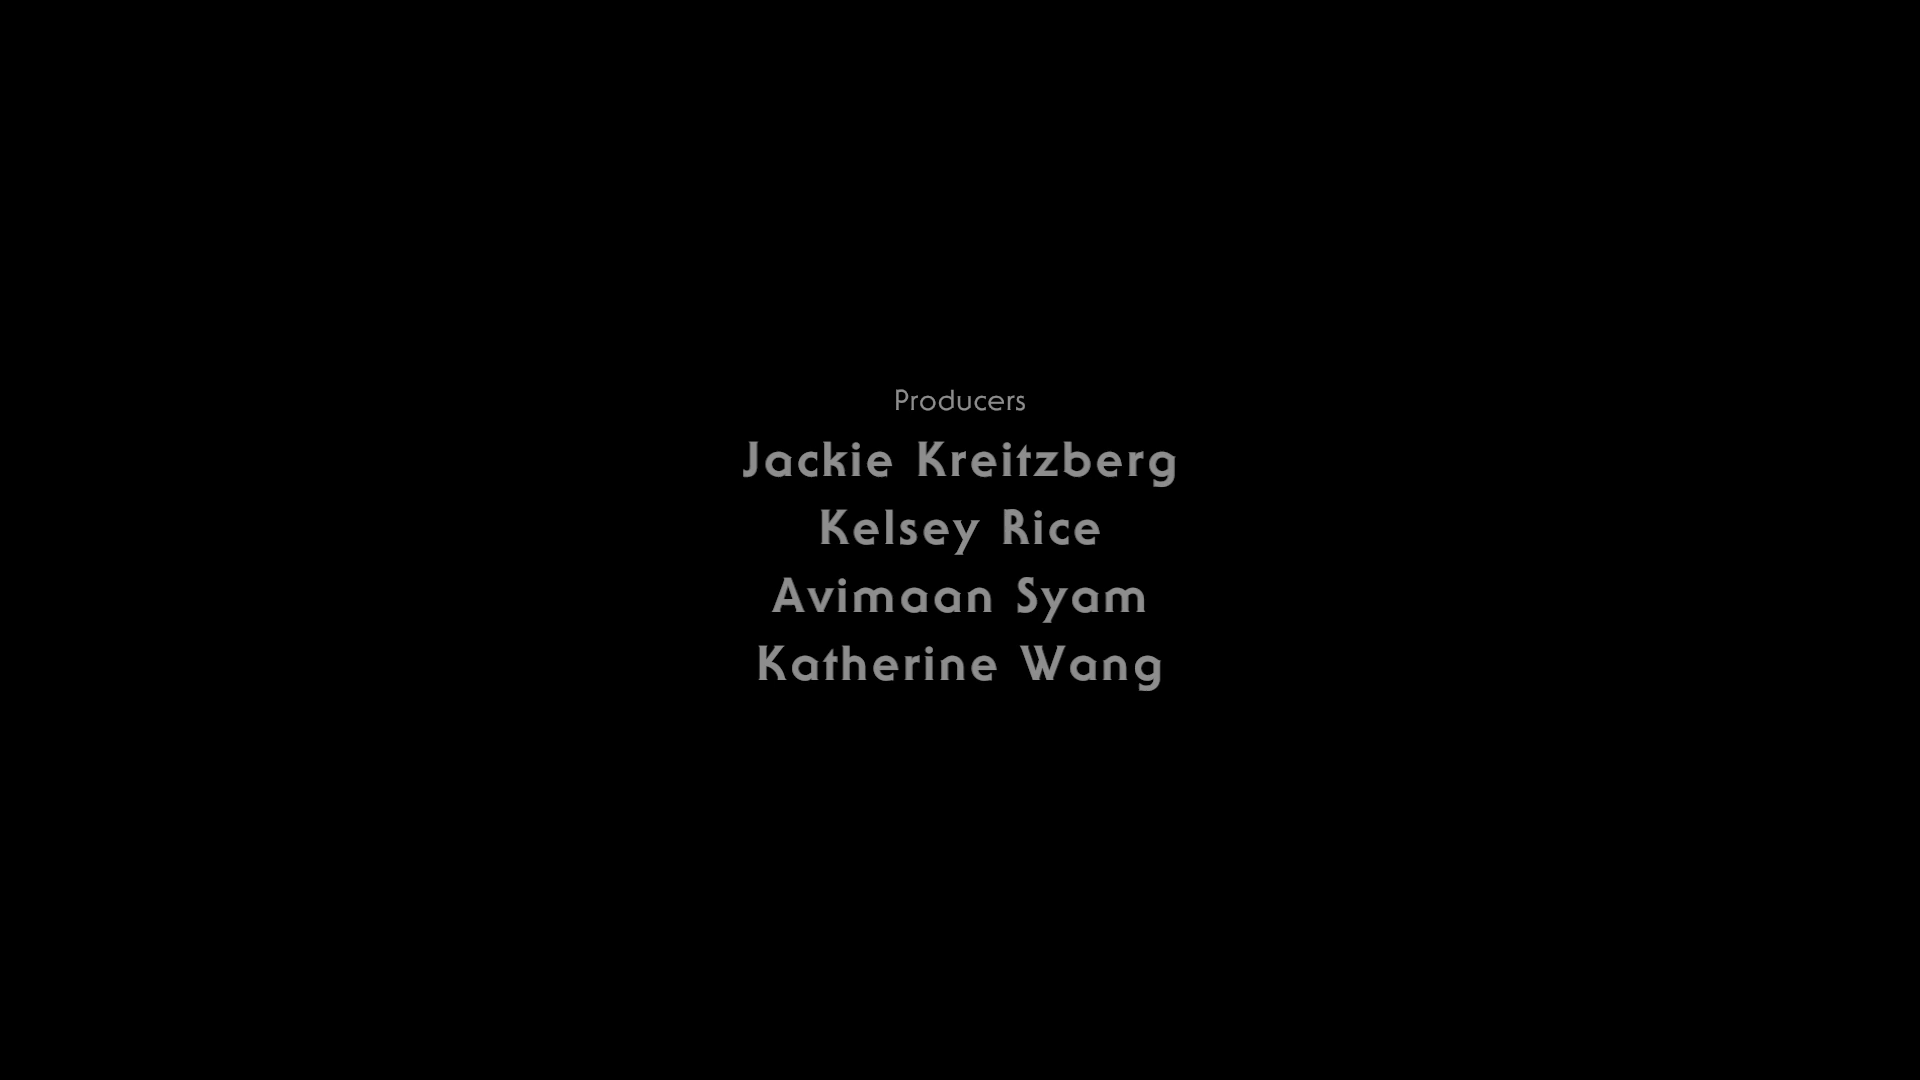 Producers
Jackie Kreitzberg
Kelsey Rice
Avimaan Syam
Katherine Wang